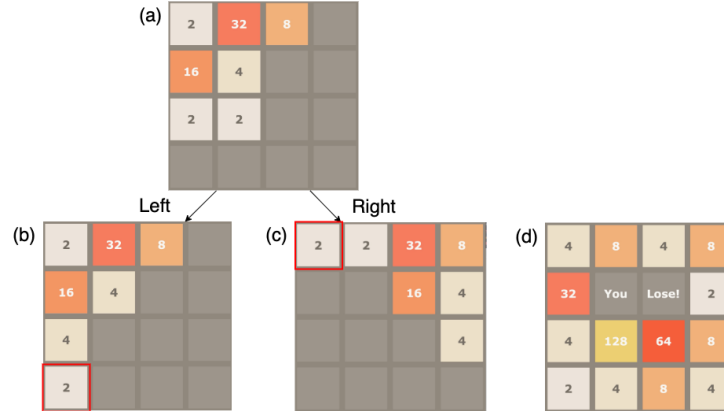 (a)
2 32 8
16 4
2 2
Left Right
(b) (c) (d)
2 32 8
16 4
4
2
2 2 32 8
16 4
4
4 8 4 8
32 You Lose! 2
4 128 64 8
2 4 8 4